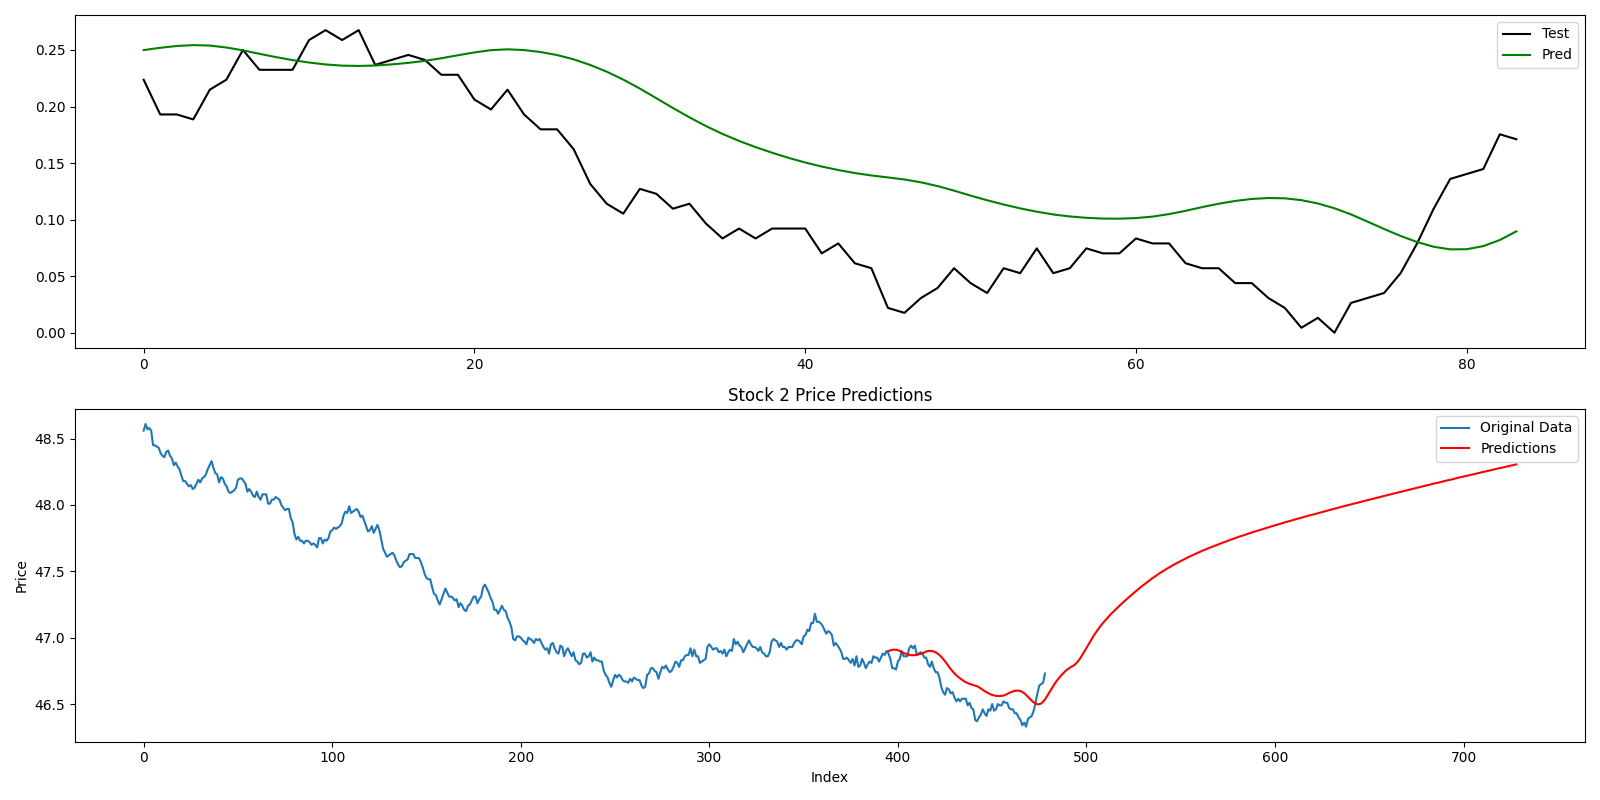 Test
Pred
0.25
0.20
0.15
0.10
0.05
0.00
0 20 40 60 80
Stock 2 Price Predictions
Original Data
Predictions
48.5
48.0
47.5
47.0
46.5
Price
0 100 200 300 400 500 600 700
Index